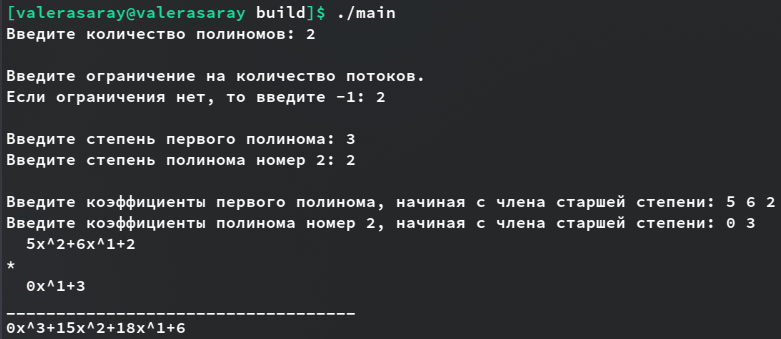 [valerasaray@valerasaray build]$ ./main
Введите количество полиномов: 2
Введите ограничение на количество потоков.
Если ограничения нет, то введите -1: 2
Введите степень первого полинома: 3
Введите степень полинома номер 2: 2
Введите коэффициенты первого полинома, начиная с члена старшей степени: 5 6 2
Введите коэффициенты полинома номер 2, начиная с члена старшей степени: 0 3
5x^2+6x^1+2
*
0x^1+3
___________________________________
0x^3+15x^2+18x^1+6